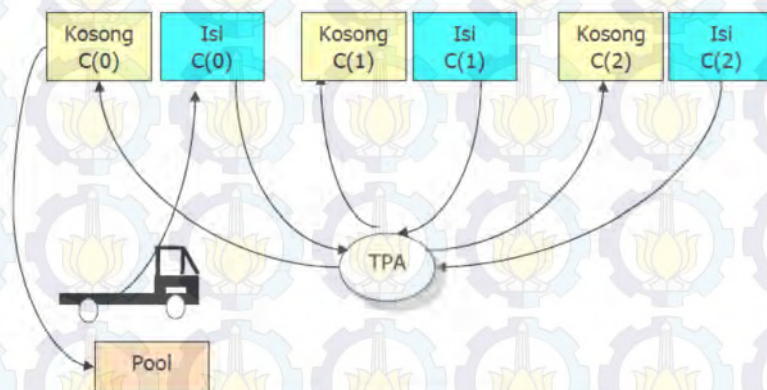 Kosong
C(0)
Isi
C(0)
Kosong
C(1)
Isi
C(1)
Kosong
C(2)
Isi
C(2)
TPA
Pool